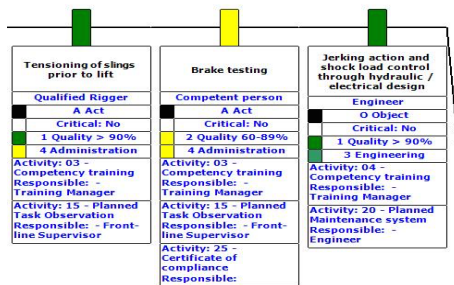 Tensioning of slings
prior to lift
Qualified Rigger
A Act
Critical: No
1 Quality > 90%
4 Administration
Activity: 03 -
Competency training
Responsible:  -
Training Manager
Activity: 15 - Planned
Task Observation
Responsible:  - Front-
line Supervisor
Brake testing
Competent person
A Act
Critical: No
2 Quality 60-89%
4 Administration
Activity: 03 -
Competency training
Responsible:  -
Training Manager
Activity: 15 - Planned
Task Observation
Responsible:  - Front-
line Supervisor
Activity: 25 -
Certificate of
compliance
Responsible:
Jerking action and
shock load control
through hydraulic /
electrical design
Engineer
O Object
Critical: No
1 Quality > 90%
3 Engineering
Activity: 04 -
Competency training
Responsible:  -
Training Manager
Activity: 20 - Planned
Maintenance system
Responsible:  -
Engineer